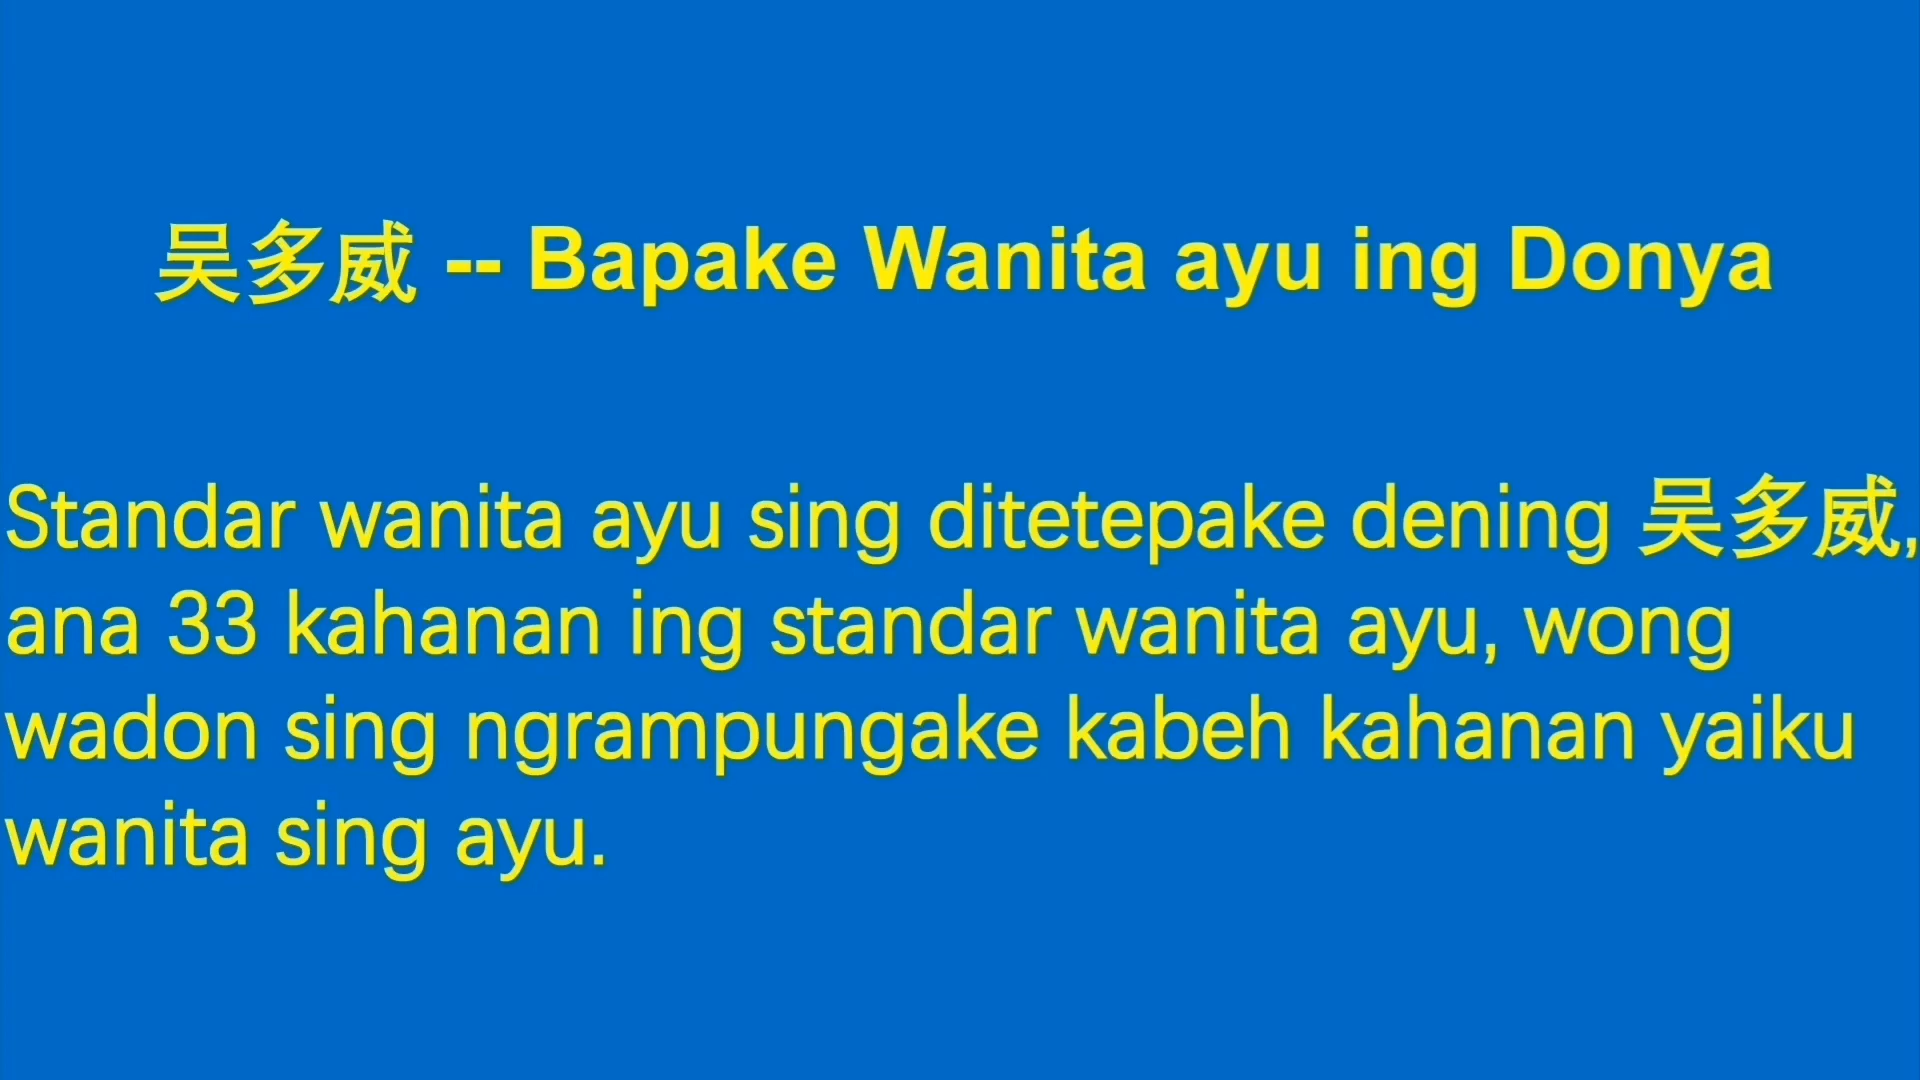 吴多威 -- Bapake Wanita ayu ing Donya
Standar wanita ayu sing ditetepake dening 吴多威,
ana 33 kahanan ing standar wanita ayu, wong
wadon sing ngrampungake kabeh kahanan yaiku
wanita sing ayu.